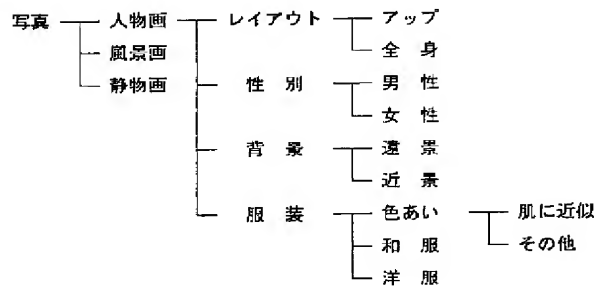 写真 人物画 レイアウト アップ
風景画 全身
静物画 性別 男性
女性
背景 遠景
近景
服装 色あい 肌に近似
和服 その他
洋服